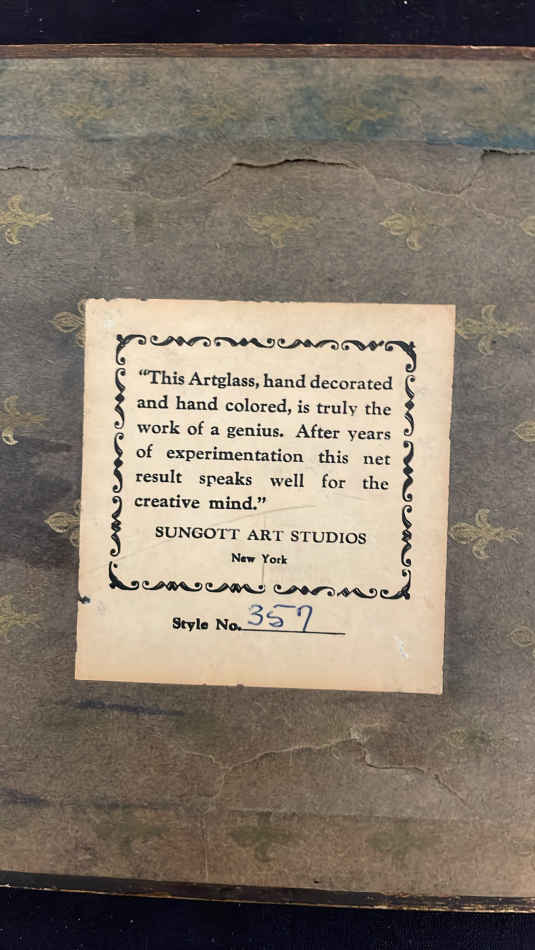 “This Artglass, hand decorated
and hand colored, is truly the
work of a genius. After years
of experimentation this net
result speaks well for the
creative mind.”
SUNGOTT ART STUDIOS
New York
Style No. 357